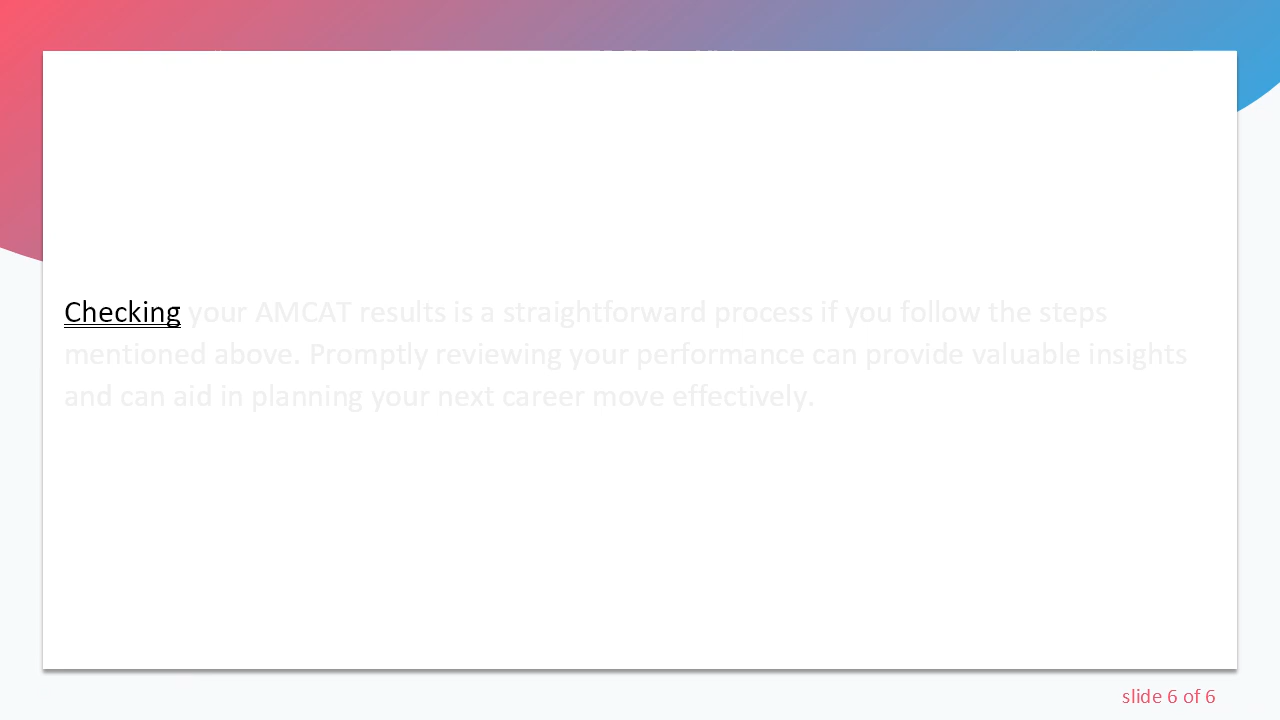 Checking your AMCAT results is a straightforward process if you follow the steps
mentioned above. Promptly reviewing your performance can provide valuable insights
and can aid in planning your next career move effectively.
slide 6 of 6